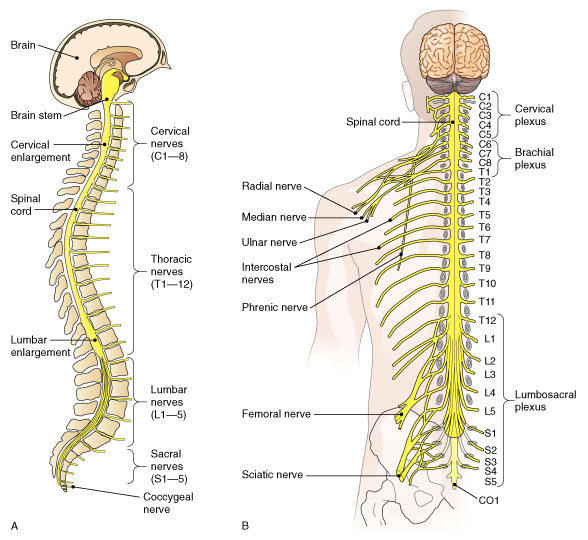 Brain
Brain stem
Cervical
enlargement
Spinal
cord
Lumbar
enlargement
Cervical
nerves
(C1—8)
Thoracic
nerves
(T1—12)
Lumbar
nerves
(L1—5)
Sacral
nerves
(S1—5)
Coccygeal
nerve
A
Spinal cord
Radial nerve
Median nerve
Ulnar nerve
Intercostal
nerves
Phrenic nerve
Femoral nerve
Sciatic nerve
C1
C2
C3
C4
C5
C6
C7
C8
T1
T2
T3
T4
T5
T6
T7
T8
T9
T10
T11
T12
L1
L2
L3
L4
L5
S1
S2
S3
S4
S5
CO1
Cervical
plexus
Brachial
plexus
Lumbosacral
plexus
B